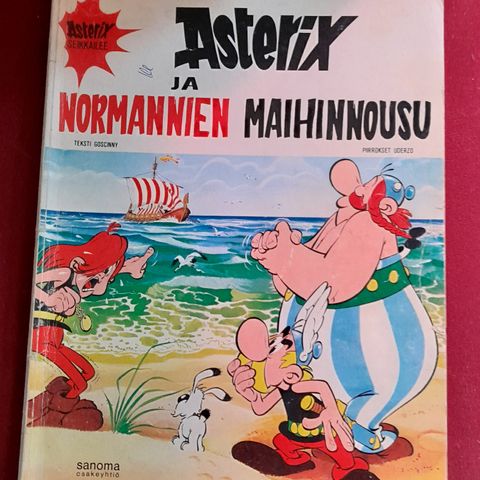 Asterix
SEIKKAILEE
Asterix
JA
NORMANNIEN MAIHINNOUSU
TEKSTI GOSCINNY
PIIRROKSET UDERZO
sanoma
osakeyhtiö